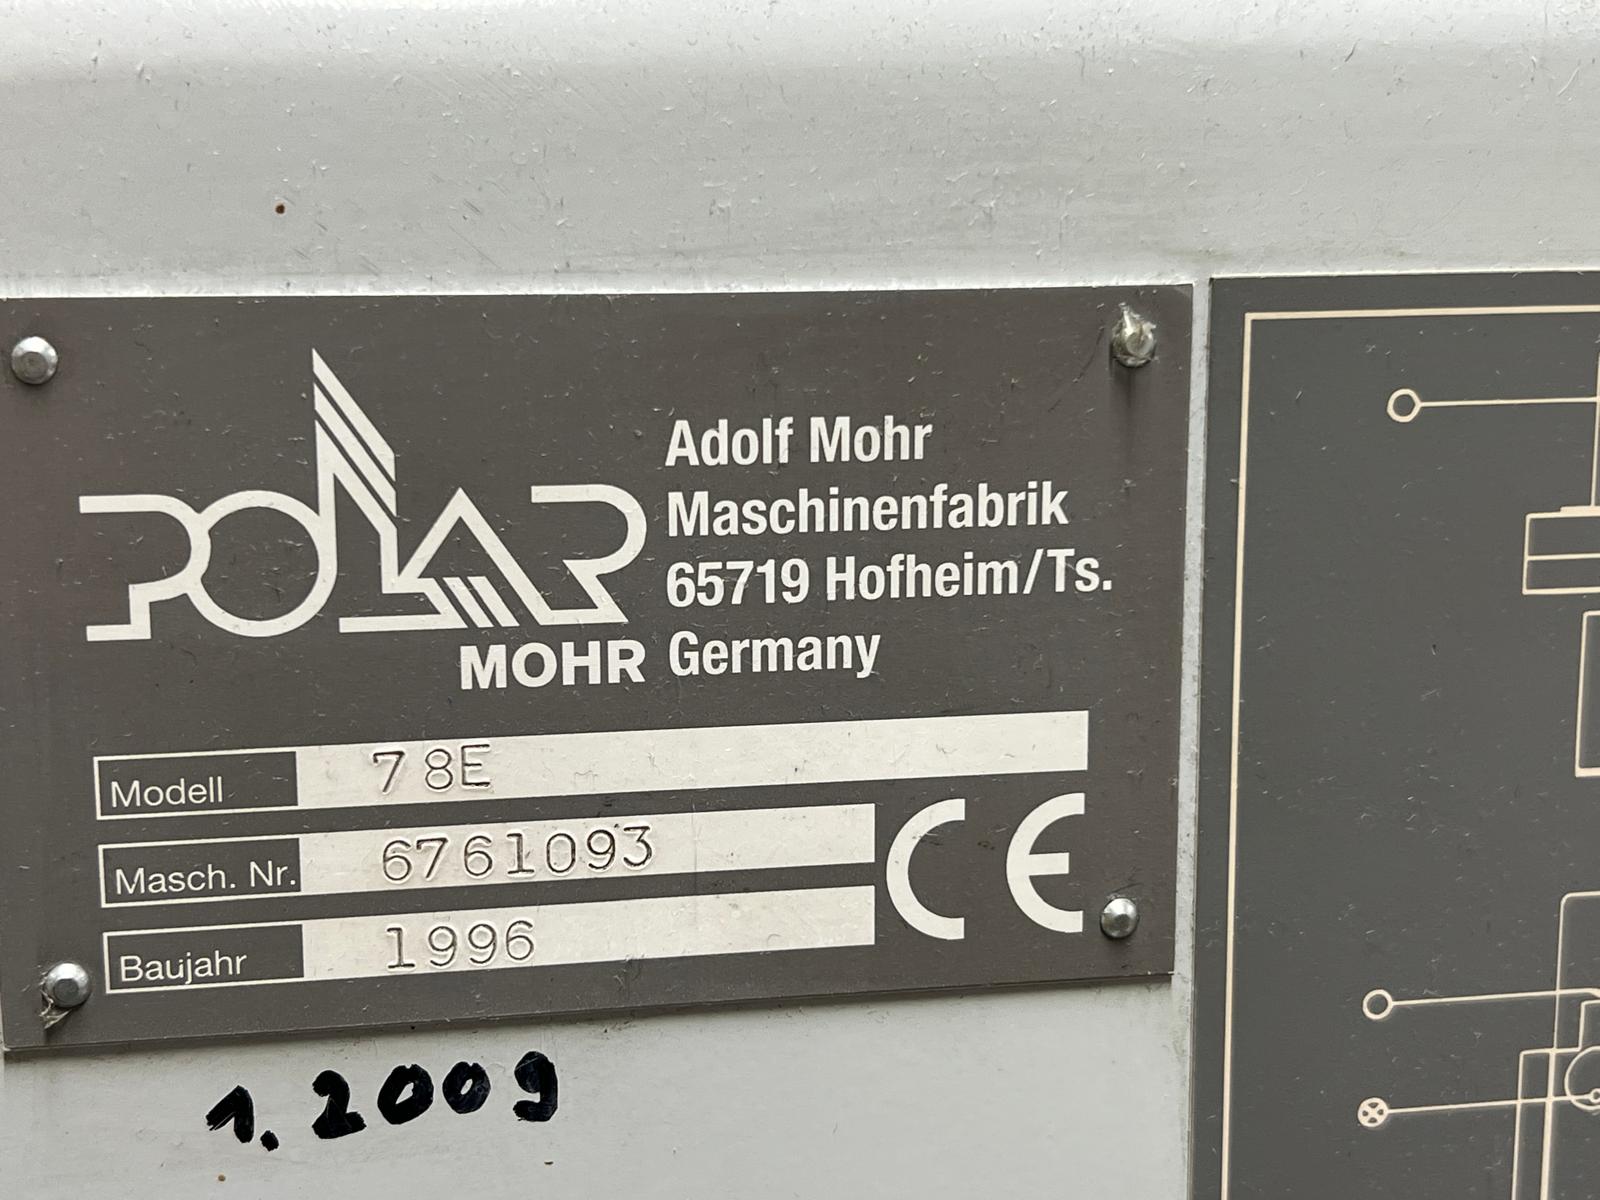 POLAR
MOHR
Adolf Mohr
Maschinenfabrik
65719 Hofheim/Ts.
Germany
Modell 78E
Masch. Nr. 6761093
Baujahr 1996
CE
1.2009